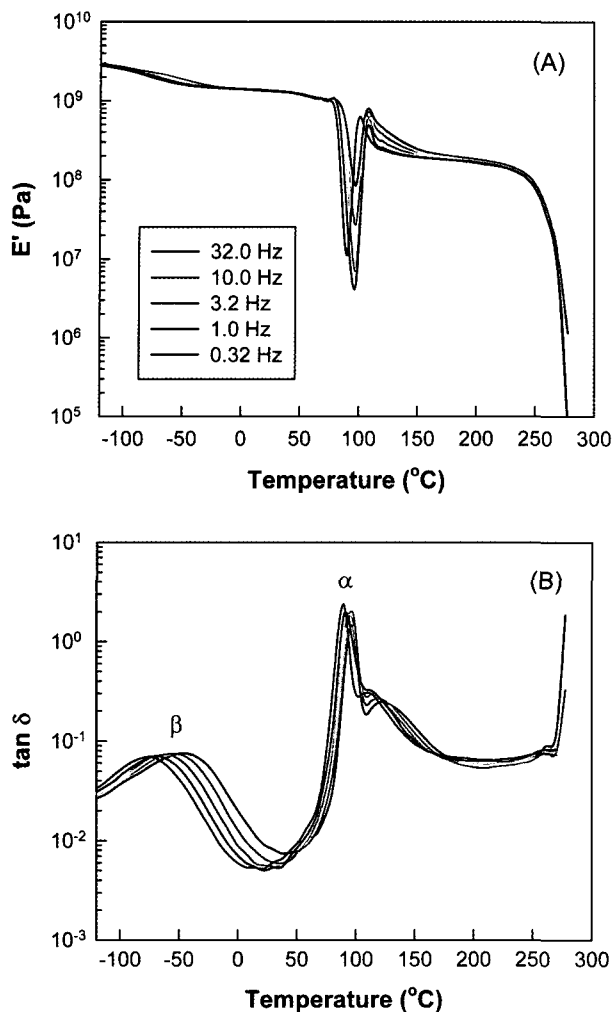 10^10
(A)
10^9
10^8
10^7
10^6
10^5
E' (Pa)
32.0 Hz
10.0 Hz
3.2 Hz
1.0 Hz
0.32 Hz
-100 -50 0 50 100 150 200 250 300
Temperature (°C)
10^1
α
(B)
10^0
β
10^-1
10^-2
10^-3
tan δ
-100 -50 0 50 100 150 200 250 300
Temperature (°C)